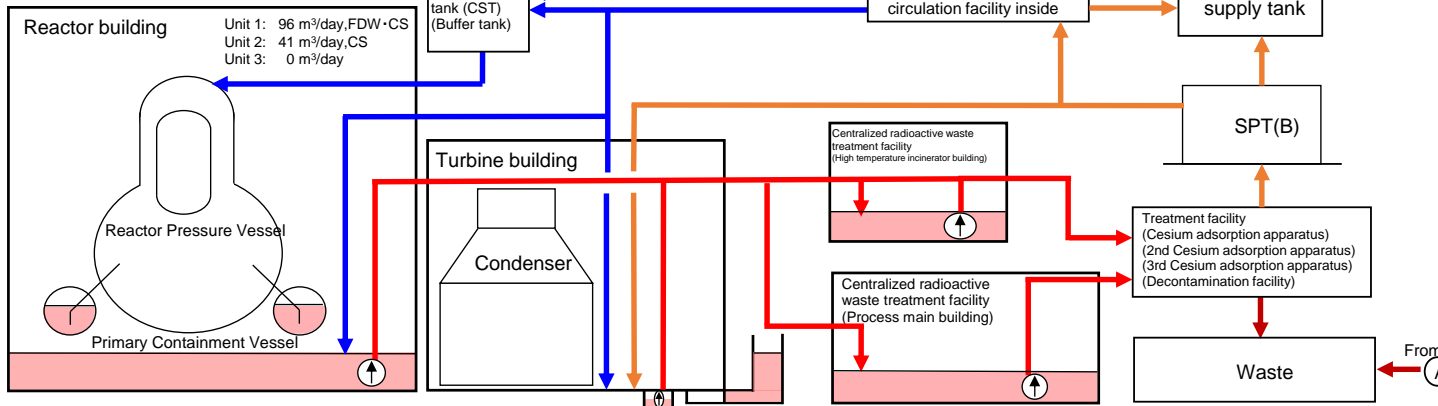 Reactor building
Unit 1: 96 m³/day,FDW・CS
Unit 2: 41 m³/day,CS
Unit 3: 0 m³/day
tank (CST)
(Buffer tank)
circulation facility inside
supply tank
SPT(B)
Turbine building
Centralized radioactive waste
treatment facility
(High temperature incinerator building)
Reactor Pressure Vessel
Condenser
Treatment facility
(Cesium adsorption apparatus)
(2nd Cesium adsorption apparatus)
(3rd Cesium adsorption apparatus)
(Decontamination facility)
Centralized radioactive
waste treatment facility
(Process main building)
Primary Containment Vessel
Waste
From
A